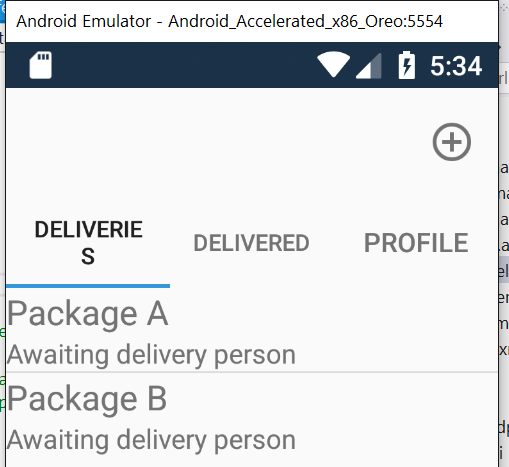 Android Emulator - Android_Accelerated_x86_Oreo:5554
5:34
DELIVERIE
S
DELIVERED
PROFILE
Package A
Awaiting delivery person
Package B
Awaiting delivery person